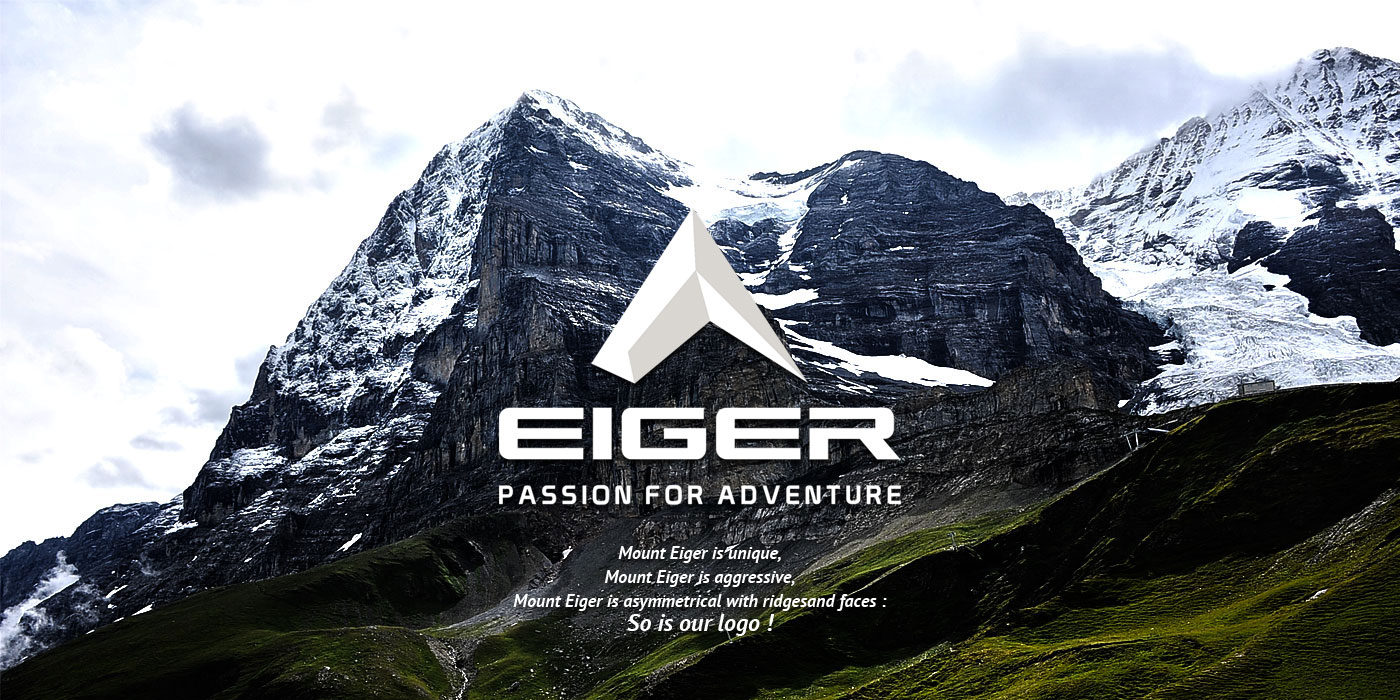 EIGER
PASSION FOR ADVENTURE
Mount Eiger is unique,
Mount Eiger is aggressive,
Mount Eiger is asymmetrical with ridgesand faces :
So is our logo !